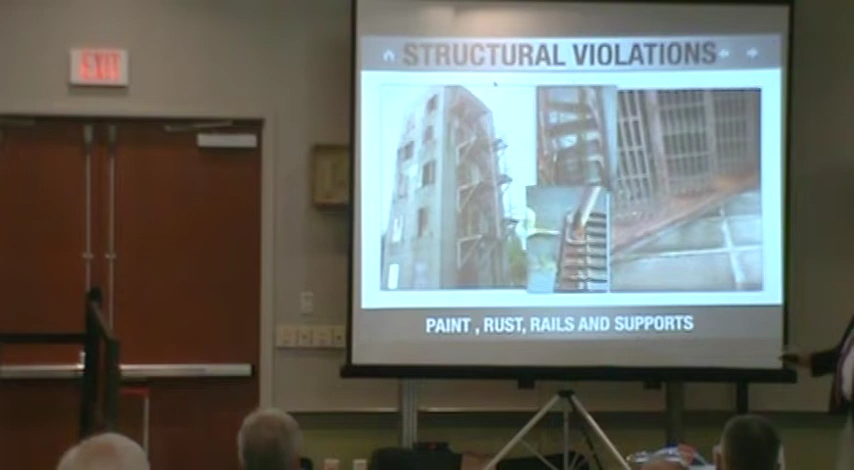 EXIT
STRUCTURAL VIOLATIONS
PAINT , RUST, RAILS AND SUPPORTS